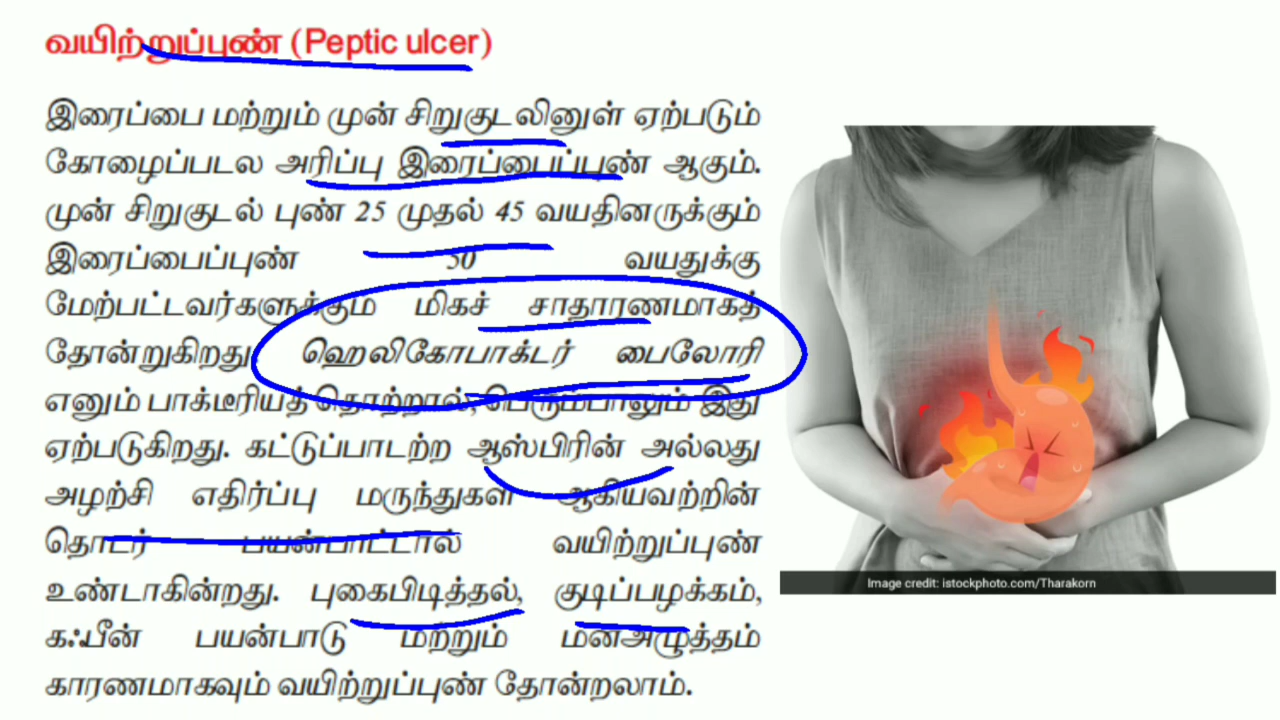 வயிற்றுப்புண் (Peptic ulcer)
இரைப்பை மற்றும் முன் சிறுகுடலினுள் ஏற்படும்
கோழைப்படல அரிப்பு இரைப்பைப்புண் ஆகும்.
முன் சிறுகுடல் புண் 25 முதல் 45 வயதினருக்கும்
இரைப்பைப்புண் 50 வயதுக்கு
மேற்பட்டவர்களுக்கும் மிகச் சாதாரணமாகத்
தோன்றுகிறது. ஹெலிகோபாக்டர் பைலோரி
எனும் பாக்டீரியத் தொற்றால், பெரும்பாலும் இது
ஏற்படுகிறது. கட்டுப்பாடற்ற ஆஸ்பிரின் அல்லது
அழற்சி எதிர்ப்பு மருந்துகள் ஆகியவற்றின்
தொடர் பயன்பாட்டால் வயிற்றுப்புண்
உண்டாகின்றது. புகைபிடித்தல், குடிப்பழக்கம்,
கஃபீன் பயன்பாடு மற்றும் மனஅழுத்தம்
காரணமாகவும் வயிற்றுப்புண் தோன்றலாம்.
Image credit: istockphoto.com/Tharakorn